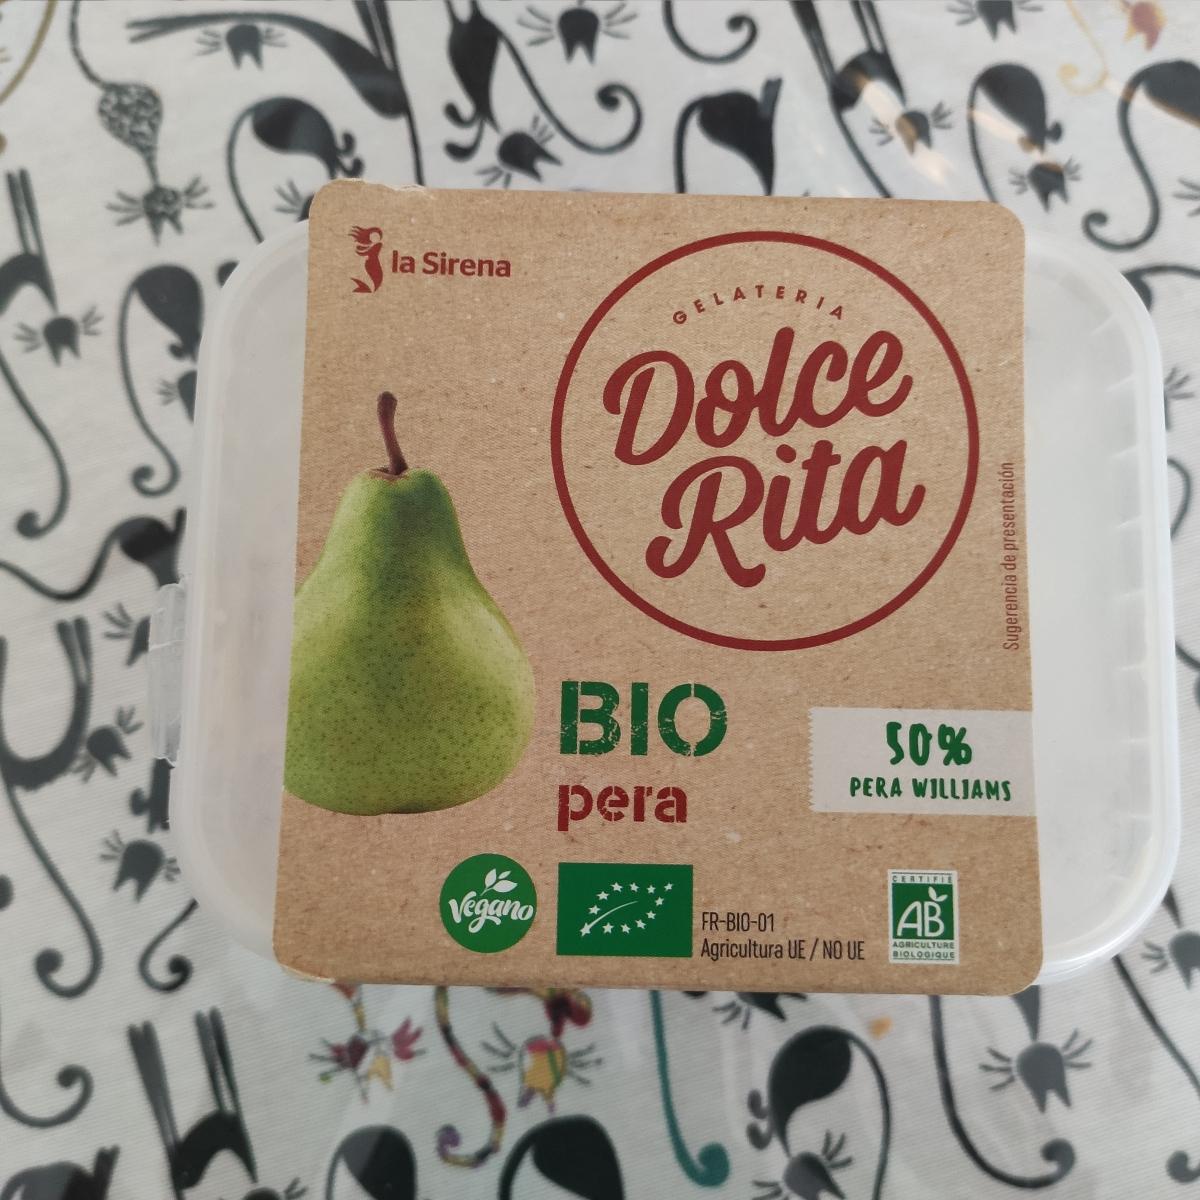 la Sirena
GELATERIA
Dolce
Rita
Sugerencia de presentación
BIO
pera
50%
PERA WILLIAMS
Vegano
FR-BIO-01
Agricultura UE / NO UE
CERTIFIÉ
AB
AGRICULTURE
BIOLOGIQUE